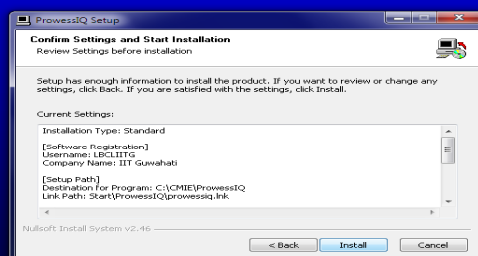 ProwessIQ Setup
Confirm Settings and Start Installation
Review Settings before installation
Setup has enough information to install the product. If you want to review or change any
settings, click Back. If you are satisfied with the settings, click Install.
Current Settings:
Installation Type: Standard
[Software Registration]
Username: LBCLIITG
Company Name: IIT Guwahati
[Setup Path]
Destination for Program: C:\CMIE\ProwessIQ
Link Path: Start\ProwessIQ\prowessiq.lnk
Nullsoft Install System v2.46
< Back Install Cancel